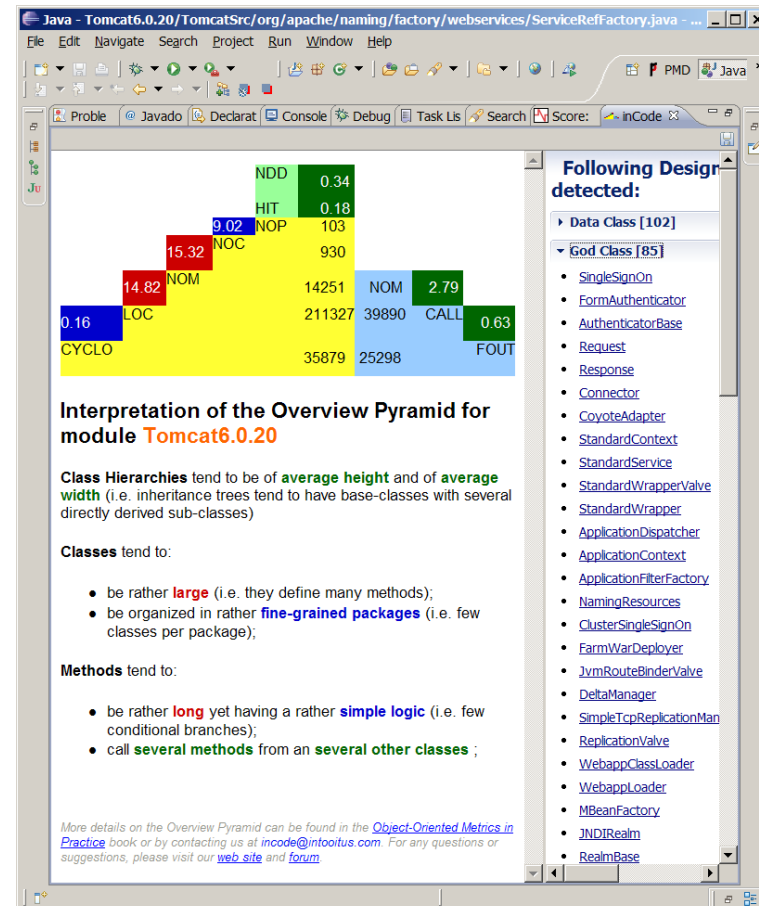 Java - Tomcat6.0.20/TomcatSrc/org/apache/naming/factory/webservices/ServiceRefFactory.java - ...
File Edit Navigate Search Project Run Window Help
PMD Java
Proble @ Javado Declarat Console Debug Task Lis Search Score: inCode
Ju
NDD 0.34
HIT 0.18
9.02 NOP 103
15.32 NOC 930
14.82 NOM 14251 NOM 2.79
0.16 LOC 211327 39890 CALL 0.63
CYCLO 35879 25298 FOUT
Interpretation of the Overview Pyramid for
module Tomcat6.0.20
Class Hierarchies tend to be of average height and of average
width (i.e. inheritance trees tend to have base-classes with several
directly derived sub-classes)
Classes tend to:
● be rather large (i.e. they define many methods);
● be organized in rather fine-grained packages (i.e. few
classes per package);
Methods tend to:
● be rather long yet having a rather simple logic (i.e. few
conditional branches);
● call several methods from an several other classes ;
More details on the Overview Pyramid can be found in the Object-Oriented Metrics in
Practice book or by contacting us at incode@intooitus.com. For any questions or
suggestions, please visit our web site and forum.
Following Design
detected:
Data Class [102]
God Class [85]
• SingleSignOn
• FormAuthenticator
• AuthenticatorBase
• Request
• Response
• Connector
• CoyoteAdapter
• StandardContext
• StandardService
• StandardWrapperValve
• StandardWrapper
• ApplicationDispatcher
• ApplicationContext
• ApplicationFilterFactory
• NamingResources
• ClusterSingleSignOn
• FarmWarDeployer
• JvmRouteBinderValve
• DeltaManager
• SimpleTcpReplicationMan
• ReplicationValve
• WebappClassLoader
• WebappLoader
• MBeanFactory
• JNDIRealm
• RealmBase